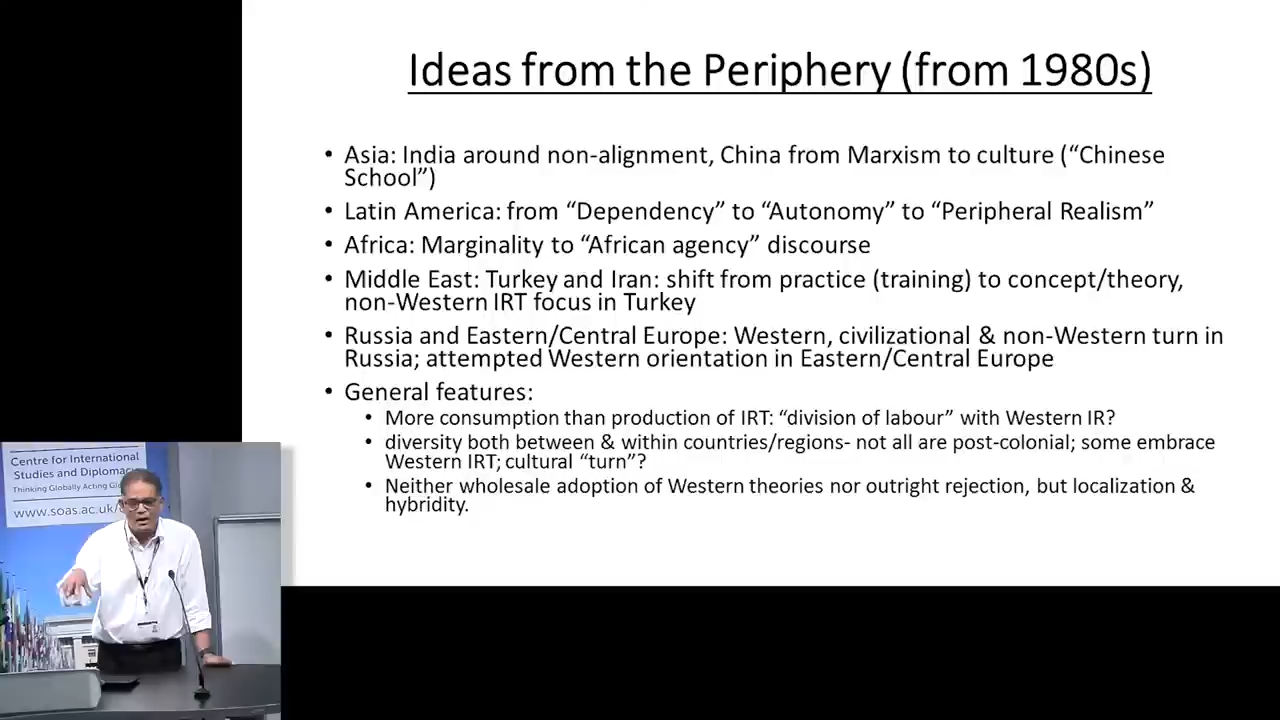 Ideas from the Periphery (from 1980s)
• Asia: India around non-alignment, China from Marxism to culture (“Chinese
School”)
• Latin America: from “Dependency” to “Autonomy” to “Peripheral Realism”
• Africa: Marginality to “African agency” discourse
• Middle East: Turkey and Iran: shift from practice (training) to concept/theory,
non-Western IRT focus in Turkey
• Russia and Eastern/Central Europe: Western, civilizational & non-Western turn in
Russia; attempted Western orientation in Eastern/Central Europe
• General features:
• More consumption than production of IRT: “division of labour” with Western IR?
• diversity both between & within countries/regions- not all are post-colonial; some embrace
Western IRT; cultural “turn”?
• Neither wholesale adoption of Western theories nor outright rejection, but localization &
hybridity.
Centre for International
Studies and Diplomac
Thinking Globally Acting Glo
www.soas.ac.uk/